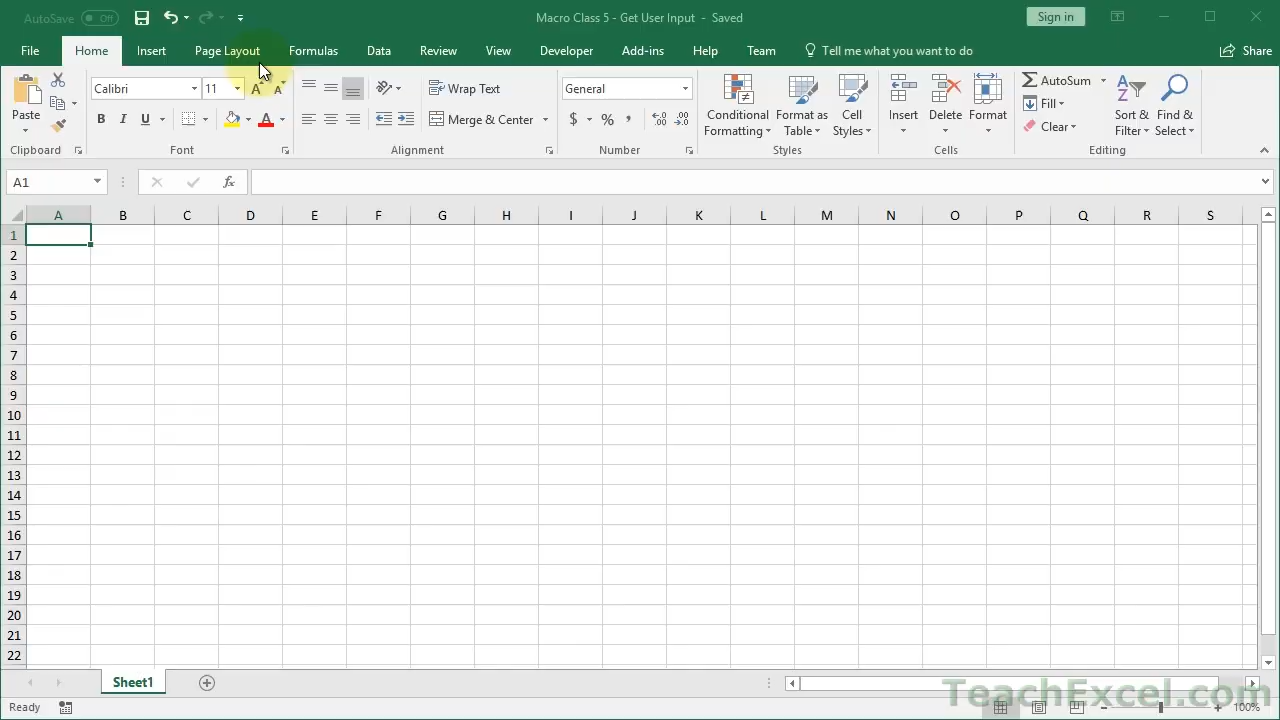 AutoSave Off Macro Class 5 - Get User Input - Saved Sign in
File Home Insert Page Layout Formulas Data Review View Developer Add-ins Help Team Tell me what you want to do Share
Calibri 11 Wrap Text General AutoSum
Paste Conditional Formatting Format as Table Cell Styles Insert Delete Format Fill Sort & Filter Find & Select
B I U A Merge & Center $ % , Clear
Clipboard Font Alignment Number Styles Cells Editing
A1 fx
A B C D E F G H I J K L M N O P Q R S
1
2
3
4
5
6
7
8
9
10
11
12
13
14
15
16
17
18
19
20
21
22
Sheet1
TeachExcel.com
Ready 100%